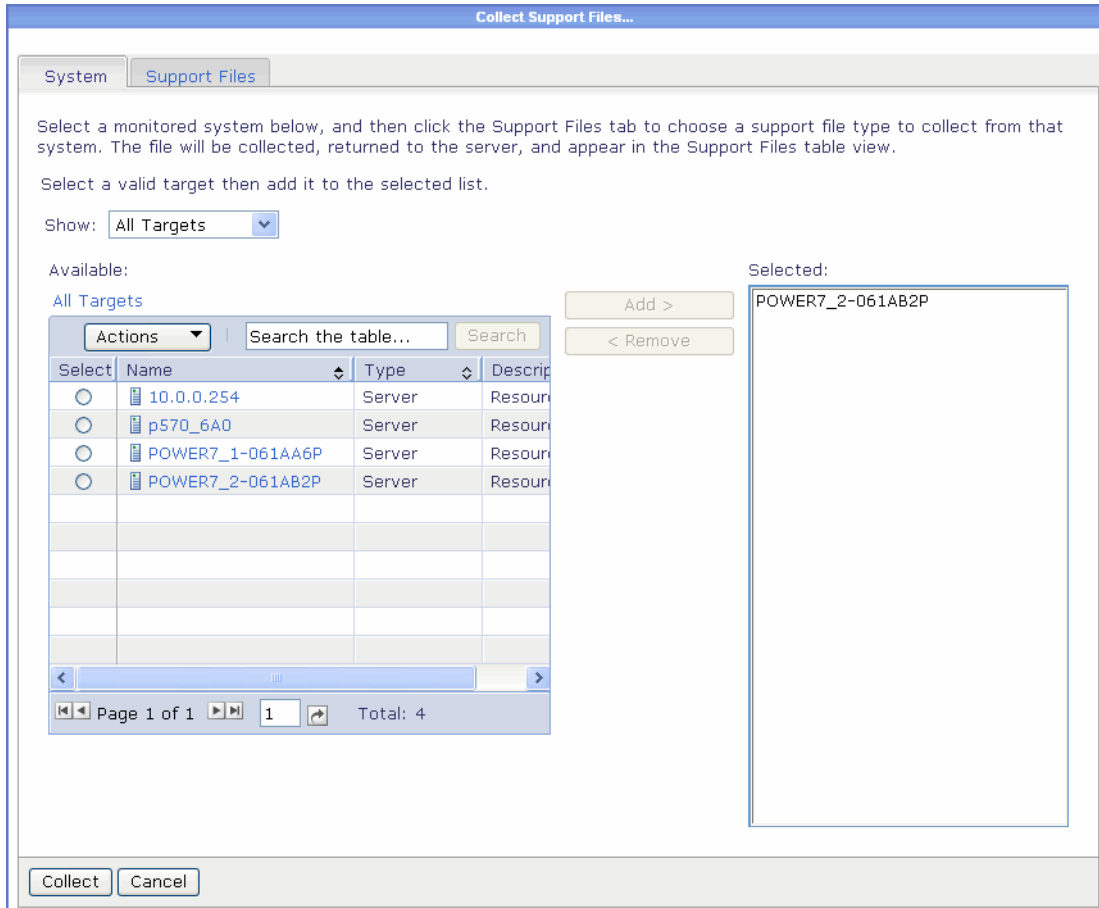 Collect Support Files...
System
Support Files
Select a monitored system below, and then click the Support Files tab to choose a support file type to collect from that
system. The file will be collected, returned to the server, and appear in the Support Files table view.
Select a valid target then add it to the selected list.
Show: All Targets
Available:
All Targets
Actions Search the table... Search
Select Name Type Descrip
10.0.0.254 Server Resour
p570_6A0 Server Resour
POWER7_1-061AA6P Server Resour
POWER7_2-061AB2P Server Resour
Page 1 of 1 1 Total: 4
Add >
< Remove
Selected:
POWER7_2-061AB2P
Collect Cancel